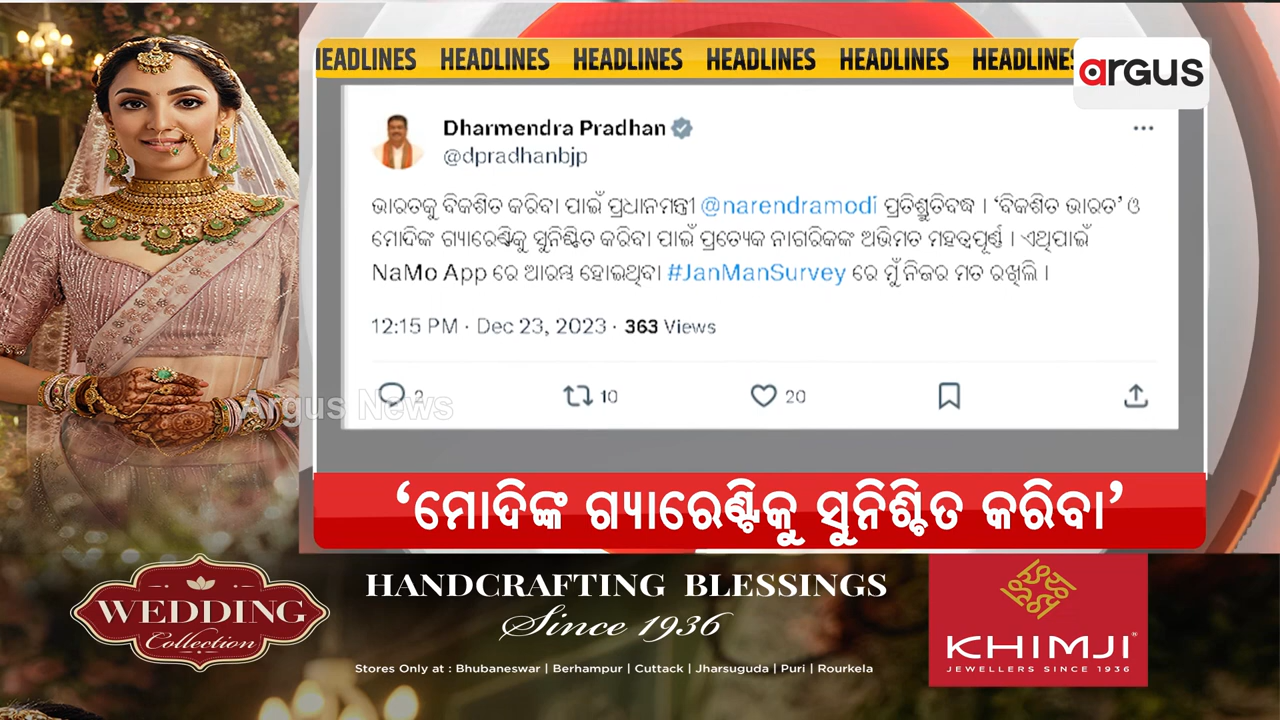 HEADLINES HEADLINES HEADLINES HEADLINES HEADLINES
argus
Dharmendra Pradhan
@dpradhanbjp
ଭାରତକୁ ବିକଶିତ କରିବା ପାଇଁ ପ୍ରଧାନମନ୍ତ୍ରୀ @narendramodi ପ୍ରତିଶ୍ରୁତିବଦ୍ଧ । ‘ବିକଶିତ ଭାରତ’ ଓ
ମୋଦିଙ୍କ ଗ୍ୟାରେଣ୍ଟିକୁ ସୁନିଶ୍ଚିତ କରିବା ପାଇଁ ପ୍ରତ୍ୟେକ ନାଗରିକଙ୍କ ଅଭିମତ ମହତ୍ୱପୂର୍ଣ୍ଣ । ଏଥିପାଇଁ
NaMo App ରେ ଆରମ୍ଭ ହୋଇଥିବା #JanManSurvey ରେ ମୁଁ ନିଜର ମତ ରଖିଲି ।
12:15 PM · Dec 23, 2023 · 363 Views
2 10 20
Argus News
‘ମୋଦିଙ୍କ ଗ୍ୟାରେଣ୍ଟିକୁ ସୁନିଶ୍ଚିତ କରିବା’
WEDDING
Collection
HANDCRAFTING BLESSINGS
Since 1936
Stores Only at : Bhubaneswar | Berhampur | Cuttack | Jharsuguda | Puri | Rourkela
KHIMJI
JEWELLERS SINCE 1936